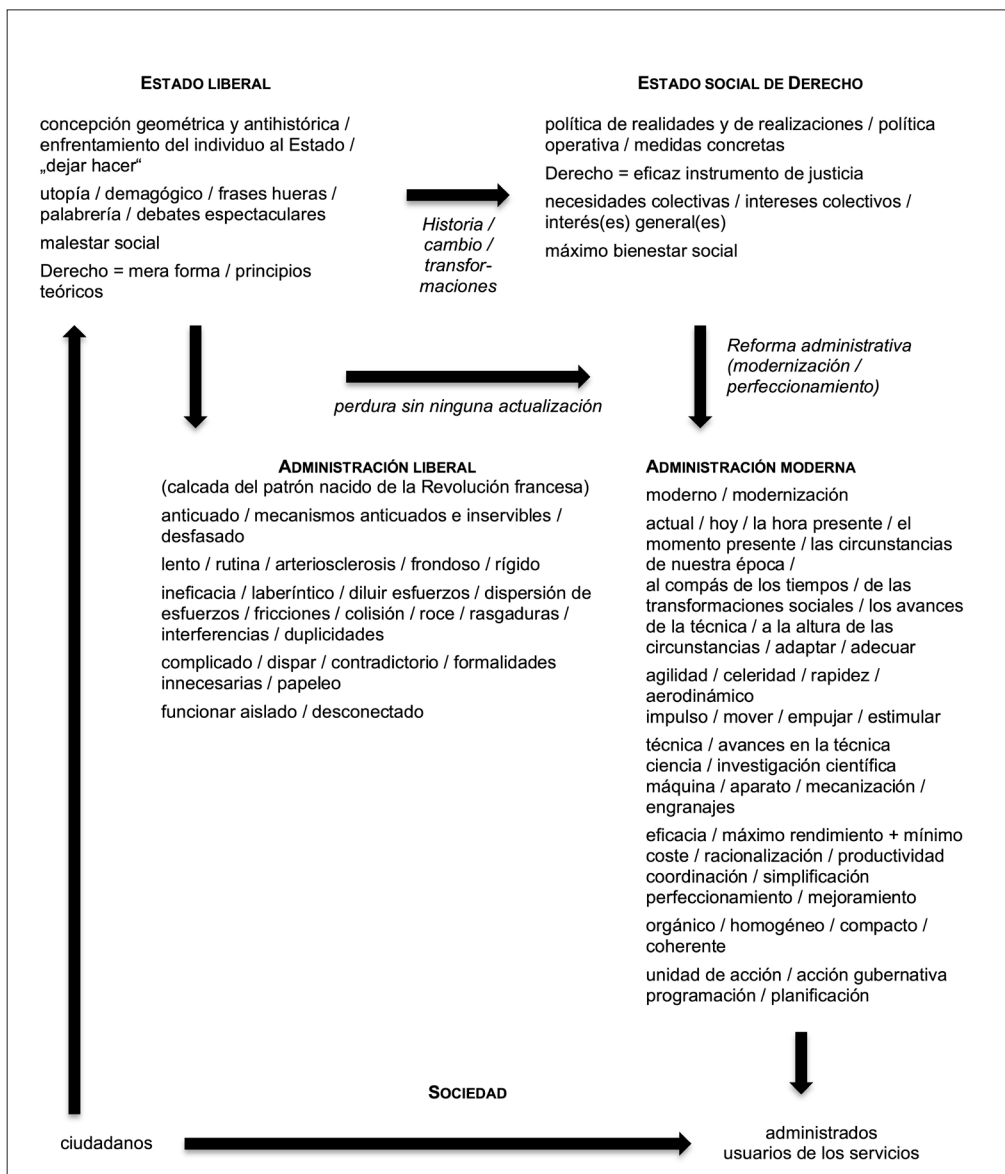 ESTADO LIBERAL
concepción geométrica y antihistórica /
enfrentamiento del individuo al Estado /
„dejar hacer“
utopía / demagógico / frases hueras /
palabrería / debates espectaculares
malestar social
Derecho = mera forma / principios
teóricos
Historia /
cambio /
transfor-
maciones
ESTADO SOCIAL DE DERECHO
política de realidades y de realizaciones / política
operativa / medidas concretas
Derecho = eficaz instrumento de justicia
necesidades colectivas / intereses colectivos /
interés(es) general(es)
máximo bienestar social
perdura sin ninguna actualización
Reforma administrativa
(modernización /
perfeccionamiento)
ADMINISTRACIÓN LIBERAL
(calcada del patrón nacido de la Revolución francesa)
anticuado / mecanismos anticuados e inservibles /
desfasado
lento / rutina / arteriosclerosis / frondoso / rígido
ineficacia / laberíntico / diluir esfuerzos / dispersión de
esfuerzos / fricciones / colisión / roce / rasgaduras /
interferencias / duplicidades
complicado / dispar / contradictorio / formalidades
innecesarias / papeleo
funcionar aislado / desconectado
ADMINISTRACIÓN MODERNA
moderno / modernización
actual / hoy / la hora presente / el
momento presente / las circunstancias
de nuestra época /
al compás de los tiempos / de las
transformaciones sociales / los avances
de la técnica / a la altura de las
circunstancias / adaptar / adecuar
agilidad / celeridad / rapidez /
aerodinámico
impulso / mover / empujar / estimular
técnica / avances en la técnica
ciencia / investigación científica
máquina / aparato / mecanización /
engranajes
eficacia / máximo rendimiento + mínimo
coste / racionalización / productividad
coordinación / simplificación
perfeccionamiento / mejoramiento
orgánico / homogéneo / compacto /
coherente
unidad de acción / acción gubernativa
programación / planificación
SOCIEDAD
ciudadanos
administrados
usuarios de los servicios